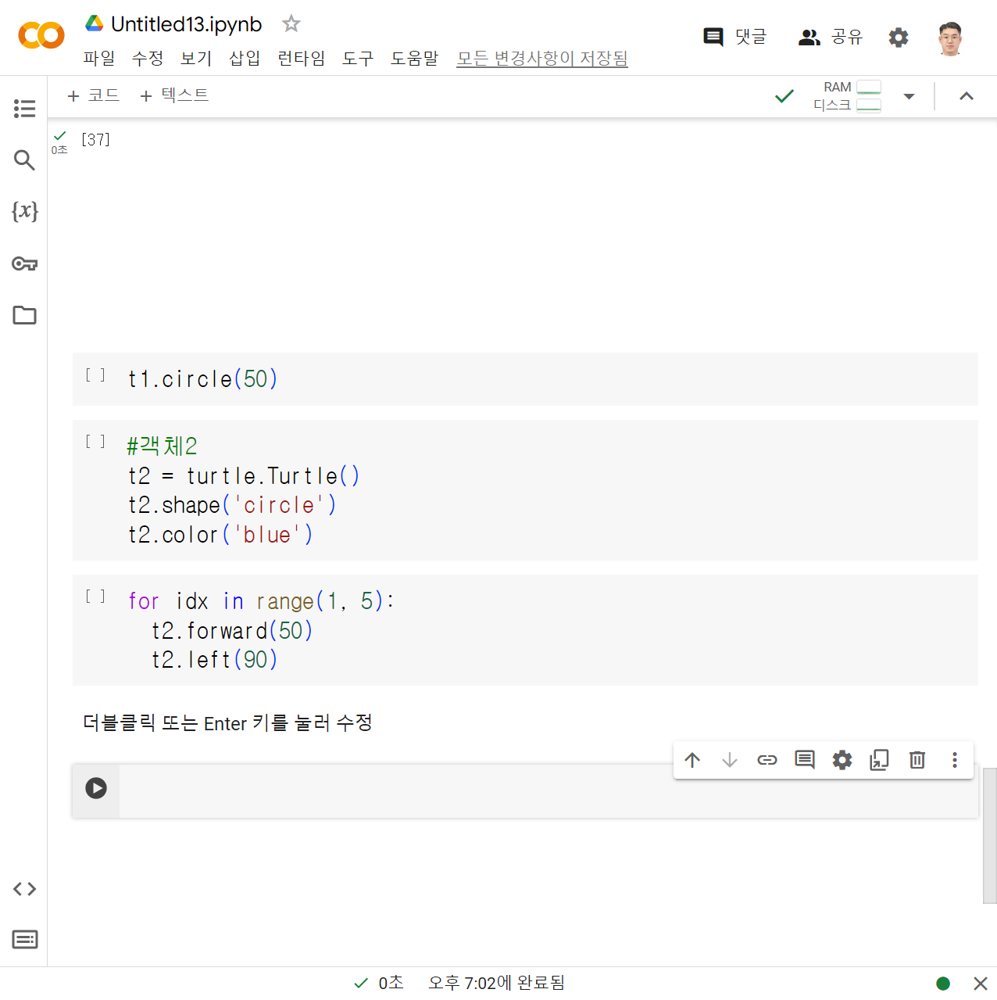 Untitled13.ipynb
댓글 공유
파일 수정 보기 삽입 런타임 도구 도움말 모든 변경사항이 저장됨
+ 코드 + 텍스트
RAM
디스크
[37]
0초
{x}
[ ] t1.circle(50)
[ ] #객체2
t2 = turtle.Turtle()
t2.shape('circle')
t2.color('blue')
[ ] for idx in range(1, 5):
t2.forward(50)
t2.left(90)
더블클릭 또는 Enter 키를 눌러 수정
0초 오후 7:02에 완료됨